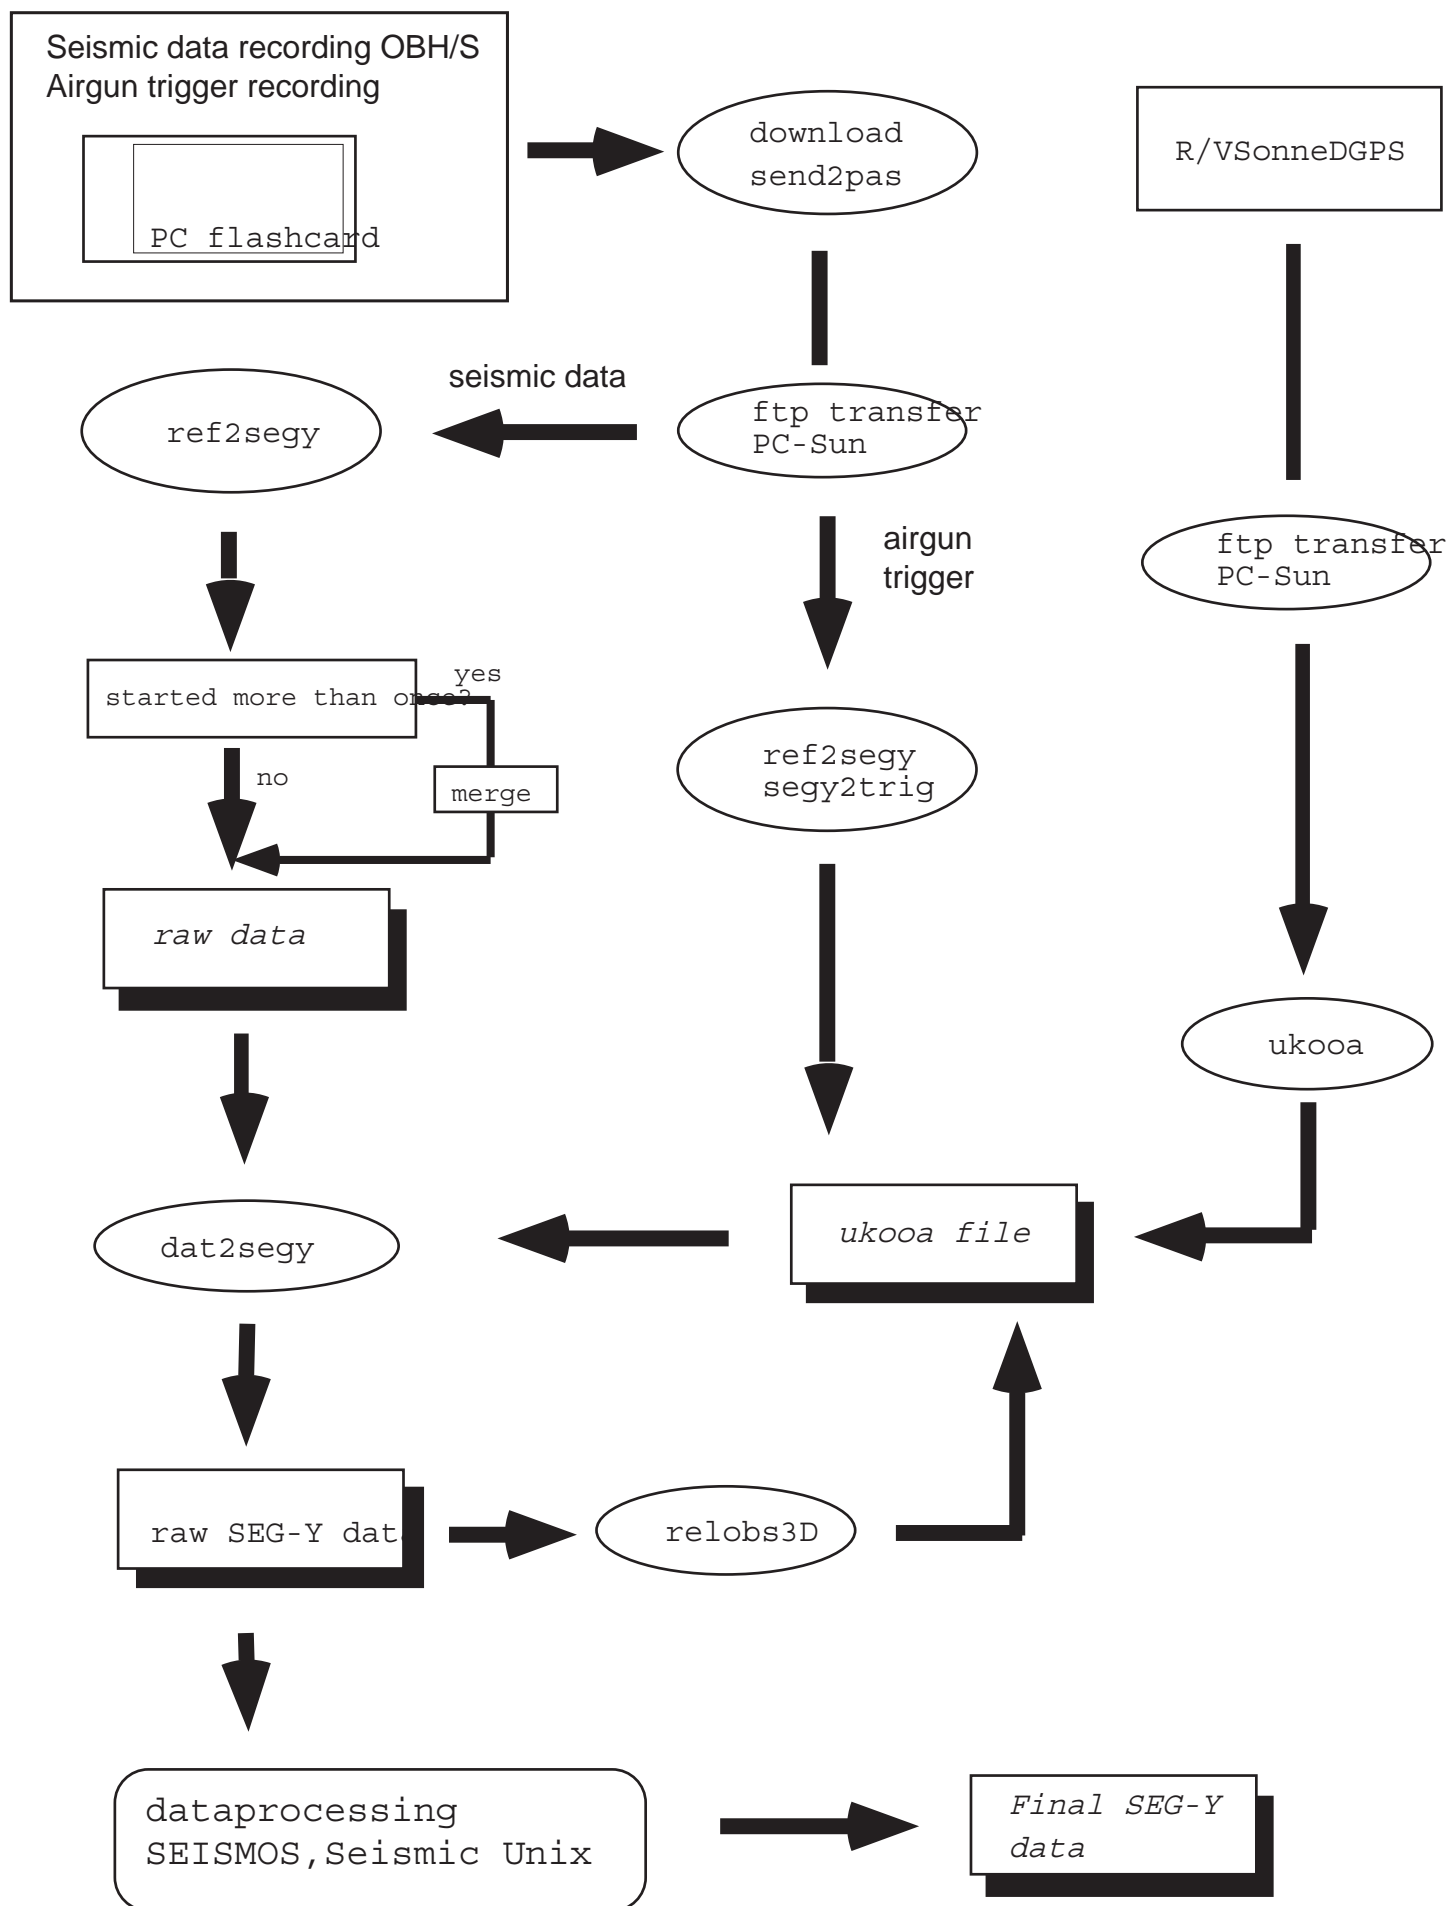 Seismic data recording OBH/S
Airgun trigger recording
PC flashcard
download
send2pas
R/VSonneDGPS
seismic data
ref2segy
ftp transfer
PC-Sun
airgun
trigger
ftp transfer
PC-Sun
started more than once?
yes
no
merge
ref2segy
segy2trig
raw data
ukooa
dat2segy
ukooa file
raw SEG-Y data
relobs3D
dataprocessing
SEISMOS,Seismic Unix
Final SEG-Y
data